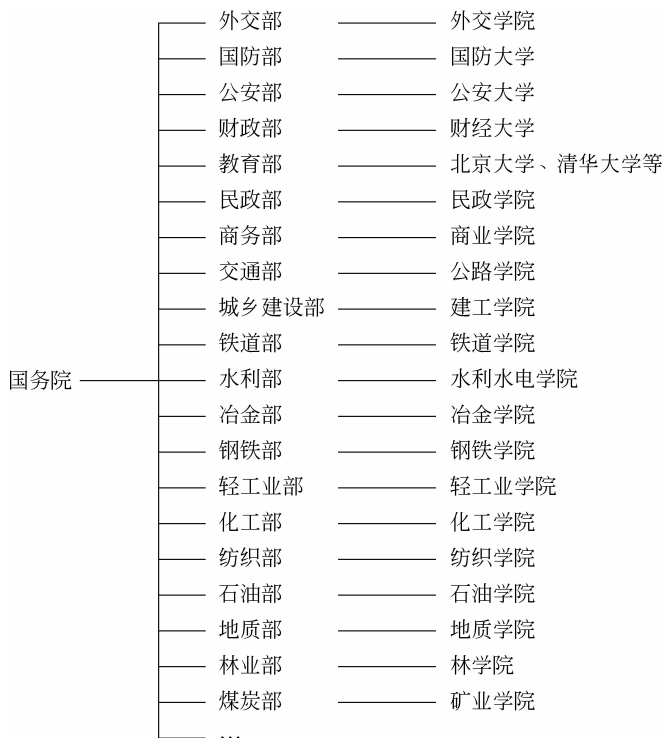 外交部 外交学院
国防部 国防大学
公安部 公安大学
财政部 财经大学
教育部 北京大学、清华大学等
民政部 民政学院
商务部 商业学院
交通部 公路学院
城乡建设部 建工学院
铁道部 铁道学院
国务院 水利部 水利水电学院
冶金部 冶金学院
钢铁部 钢铁学院
轻工业部 轻工业学院
化工部 化工学院
纺织部 纺织学院
石油部 石油学院
地质部 地质学院
林业部 林学院
煤炭部 矿业学院
…